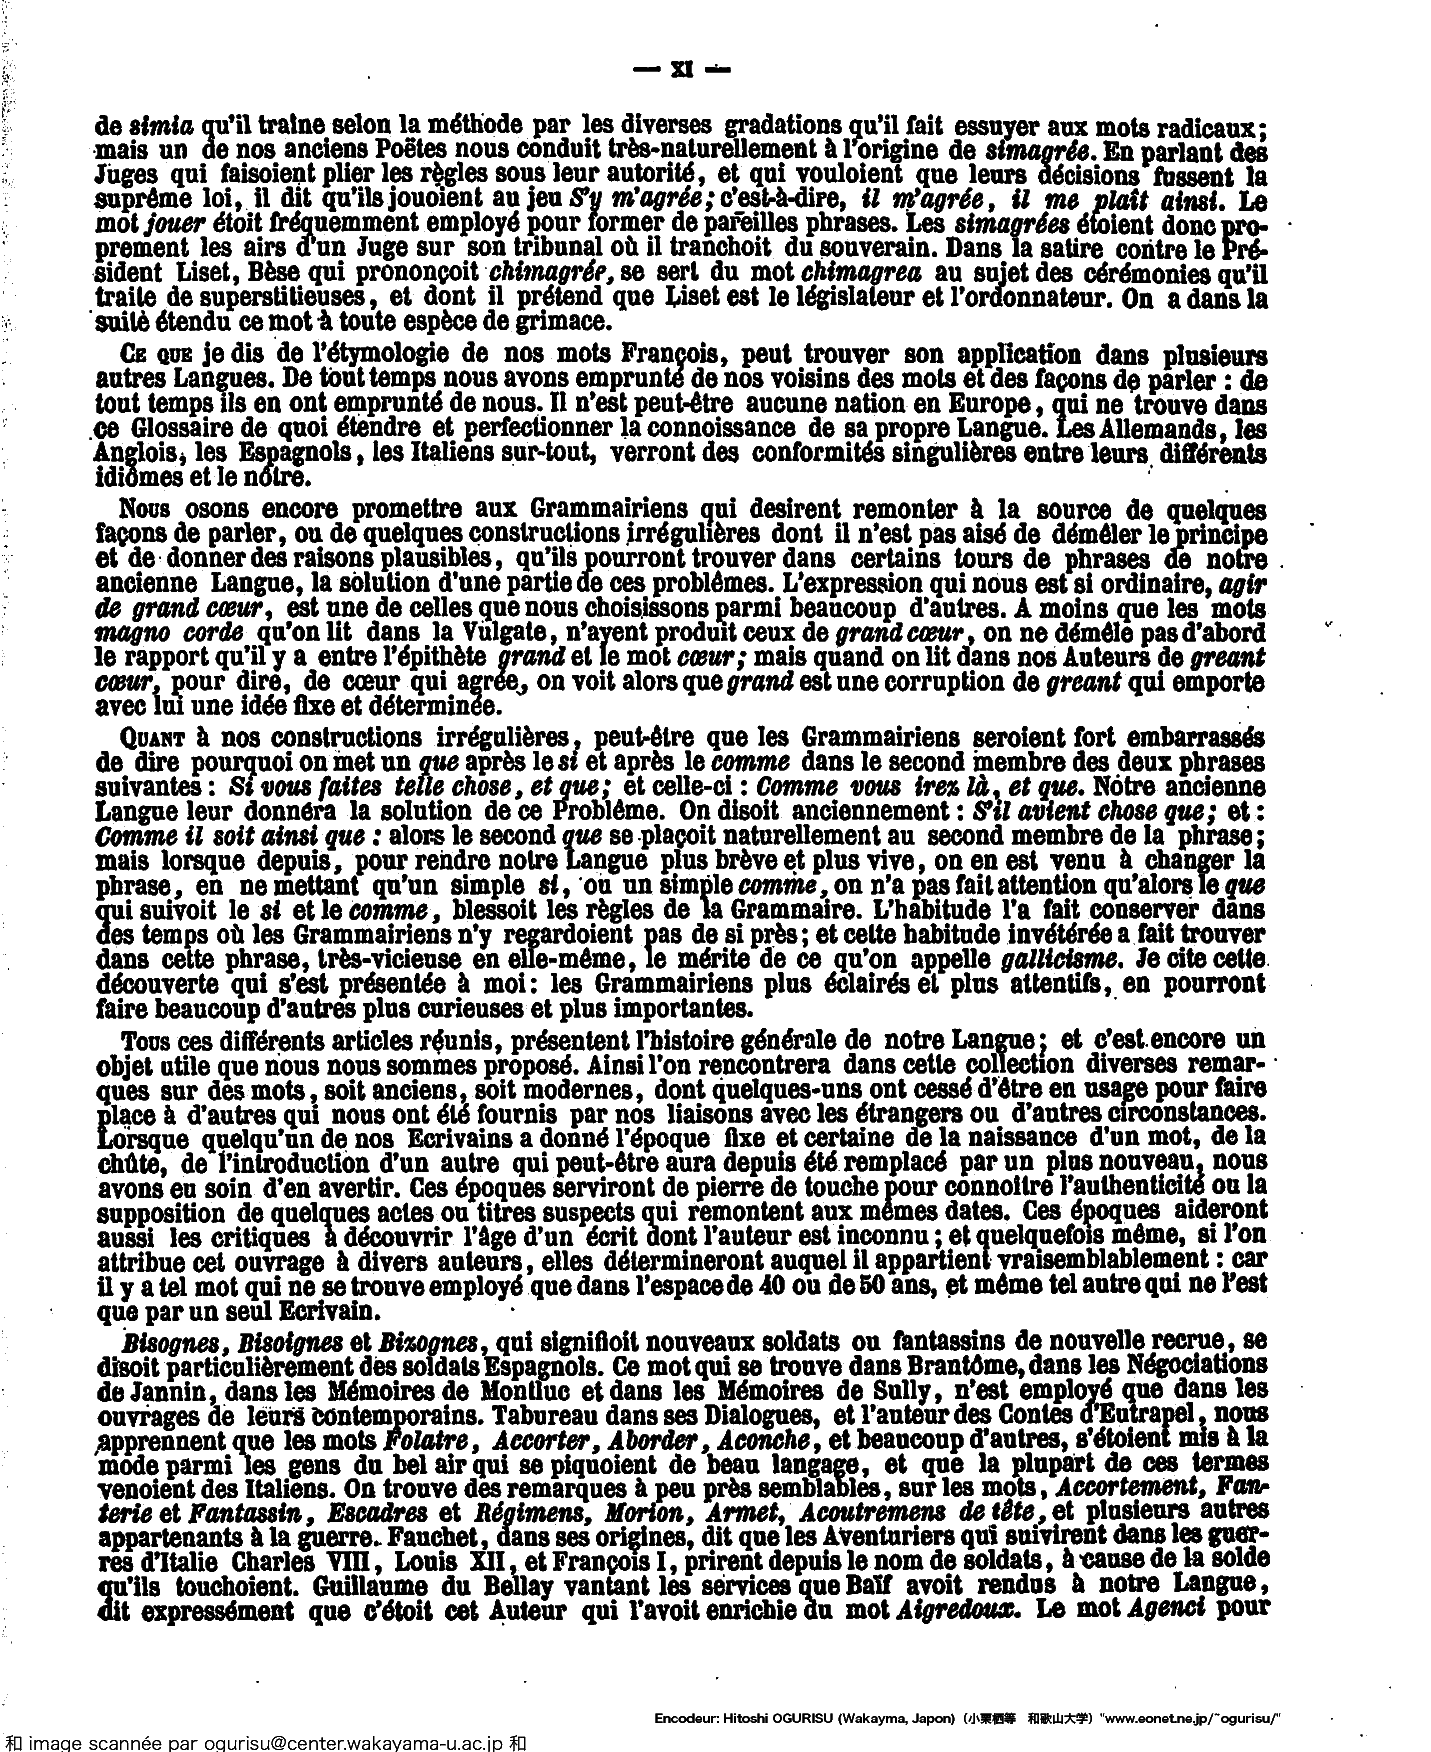 — XI —
de simia qu'il traîne selon la méthode par les diverses gradations qu'il fait essuyer aux mots radicaux;
mais un de nos anciens Poëtes nous conduit très-naturellement à l'origine de simagrée. En parlant des
Juges qui faisoient plier les règles sous leur autorité, et qui vouloient que leurs décisions fussent la
suprême loi, il dit qu'ils jouoient au jeu S'y m'agrée; c'est-à-dire, il m'agrée, il me plait ainsi. Le
mot jouer étoit fréquemment employé pour former de pareilles phrases. Les simagrées étoient donc pro-
prement les airs d'un Juge sur son tribunal où il tranchoit du souverain. Dans la satire contre le Pré-
sident Liset, Bèse qui prononçoit chimagrée, se sert du mot chimagrea au sujet des cérémonies qu'il
traite de superstitieuses, et dont il prétend que Liset est le législateur et l'ordonnateur. On a dans la
suite étendu ce mot à toute espèce de grimace.
CE QUE je dis de l'étymologie de nos mots François, peut trouver son application dans plusieurs
autres Langues. De tout temps nous avons emprunté de nos voisins des mots et des façons de parler : de
tout temps ils en ont emprunté de nous. Il n'est peut-être aucune nation en Europe, qui ne trouve dans
ce Glossaire de quoi étendre et perfectionner la connoissance de sa propre Langue. Les Allemands, les
Anglois, les Espagnols, les Italiens sur-tout, verront des conformités singulières entre leurs différents
idiômes et le nôtre.
NOUS osons encore promettre aux Grammairiens qui desirent remonter à la source de quelques
façons de parler, ou de quelques constructions irrégulières dont il n'est pas aisé de démêler le principe
et de donner des raisons plausibles, qu'ils pourront trouver dans certains tours de phrases de notre
ancienne Langue, la solution d'une partie de ces problêmes. L'expression qui nous est si ordinaire, agir
de grand cœur, est une de celles que nous choisissons parmi beaucoup d'autres. A moins que les mots
magno corde qu'on lit dans la Vulgate, n'ayent produit ceux de grand cœur, on ne démêle pas d'abord
le rapport qu'il y a entre l'épithète grand et le mot cœur; mais quand on lit dans nos Auteurs de greant
cœur, pour dire, de cœur qui agrée, on voit alors que grand est une corruption de greant qui emporte
avec lui une idée fixe et déterminée.
QUANT à nos constructions irrégulières, peut-être que les Grammairiens seroient fort embarrassés
de dire pourquoi on met un que après le si et après le comme dans le second membre des deux phrases
suivantes : Si vous faites telle chose, et que; et celle-ci : Comme vous irez là, et que. Notre ancienne
Langue leur donnera la solution de ce Problême. On disoit anciennement : S'il avient chose que; et :
Comme il soit ainsi que : alors le second que se plaçoit naturellement au second membre de la phrase;
mais lorsque depuis, pour rendre notre Langue plus brève et plus vive, on en est venu à changer la
phrase, en ne mettant qu'un simple si, ou un simple comme, on n'a pas fait attention qu'alors le que
qui suivoit le si et le comme, blessoit les règles de la Grammaire. L'habitude l'a fait conserver dans
des temps où les Grammairiens n'y regardoient pas de si près; et cette habitude invétérée a fait trouver
dans cette phrase, très-vicieuse en elle-même, le mérite de ce qu'on appelle gallicisme. Je cite cette
découverte qui s'est présentée à moi: les Grammairiens plus éclairés et plus attentifs, en pourront
faire beaucoup d'autres plus curieuses et plus importantes.
TOUS ces différents articles réunis, présentent l'histoire générale de notre Langue; et c'est encore un
objet utile que nous nous sommes proposé. Ainsi l'on rencontrera dans cette collection diverses remar-
ques sur des mots, soit anciens, soit modernes, dont quelques-uns ont cessé d'être en usage pour faire
place à d'autres qui nous ont été fournis par nos liaisons avec les étrangers ou d'autres circonstances.
Lorsque quelqu'un de nos Ecrivains a donné l'époque fixe et certaine de la naissance d'un mot, de la
chûte, de l'introduction d'un autre qui peut-être aura depuis été remplacé par un plus nouveau, nous
avons eu soin d'en avertir. Ces époques serviront de pierre de touche pour connoître l'authenticité ou la
supposition de quelques actes ou titres suspects qui remontent aux mêmes dates. Ces époques aideront
aussi les critiques à découvrir l'âge d'un écrit dont l'auteur est inconnu; et quelquefois même, si l'on
attribue cet ouvrage à divers auteurs, elles détermineront auquel il appartient vraisemblablement : car
il y a tel mot qui ne se trouve employé que dans l'espace de 40 ou de 50 ans, et même tel autre qui ne l'est
que par un seul Ecrivain.
Bisognes, Bisoignes et Bizognes, qui signifioit nouveaux soldats ou fantassins de nouvelle recrue, se
disoit particulièrement des soldats Espagnols. Ce mot qui se trouve dans Brantôme, dans les Négociations
de Jannin, dans les Mémoires de Montluc et dans les Mémoires de Sully, n'est employé que dans les
ouvrages de leurs contemporains. Tabureau dans ses Dialogues, et l'auteur des Contes d'Eutrapel, nous
apprennent que les mots Folatre, Accorter, Aborder, Aconche, et beaucoup d'autres, s'étoient mis à la
mode parmi les gens du bel air qui se piquoient de beau langage, et que la plupart de ces termes
venoient des Italiens. On trouve des remarques à peu près semblables, sur les mots, Accortement, Fan-
terie et Fantassin, Escadres et Régimens, Morion, Armet, Acoutremens de tête, et plusieurs autres
appartenants à la guerre. Fauchet, dans ses origines, dit que les Aventuriers qui suivirent dans les guer-
res d'Italie Charles VIII, Louis XII, et François I, prirent depuis le nom de soldats, à cause de la solde
qu'ils touchoient. Guillaume du Bellay vantant les services que Baïf avoit rendus à notre Langue,
dit expressément que c'étoit cet Auteur qui l'avoit enrichie du mot Aigredoux. Le mot Agenci pour
Encodeur: Hitoshi OGURISU (Wakayma, Japon) (小栗栖等 和歌山大学) "www.eonet.ne.jp/~ogurisu/"
和 image scannée par ogurisu@center.wakayama-u.ac.jp 和